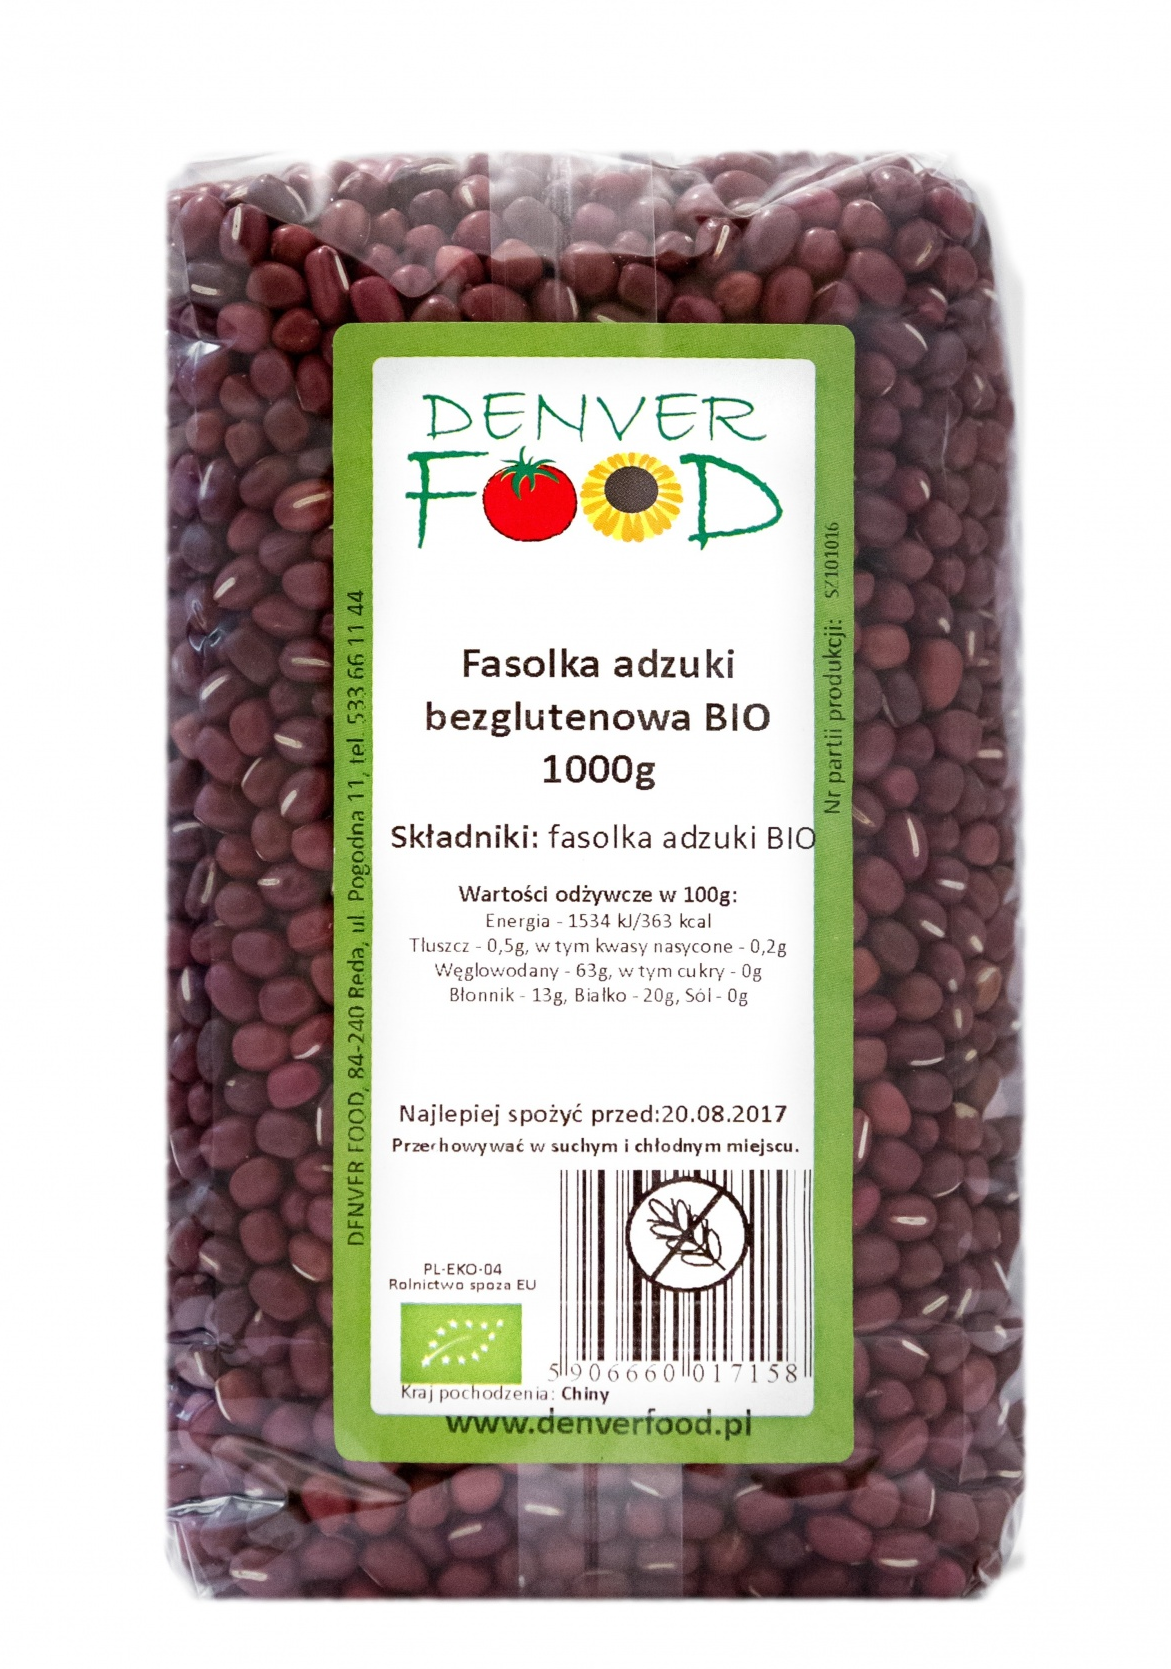 DENVER
FOOD
Fasolka adzuki
bezglutenowa BIO
1000g
Składniki: fasolka adzuki BIO
Wartości odżywcze w 100g:
Energia - 1534 kJ/363 kcal
Tłuszcz - 0,5g, w tym kwasy nasycone - 0,2g
Węglowodany - 63g, w tym cukry - 0g
Błonnik - 13g, Białko - 20g, Sól - 0g
Najlepiej spożyć przed:20.08.2017
Przechowywać w suchym i chłodnym miejscu.
PL-EKO-04
Rolnictwo spoza EU
5 906660 017158
Kraj pochodzenia: Chiny
www.denverfood.pl
DENVER FOOD, 84-240 Reda, ul. Pogodna 11, tel. 533 66 11 44
Nr partii produkcji: SZ101016